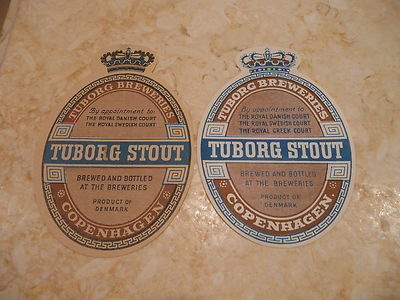 TUBORG BREWERIES
By appointment to
THE ROYAL DANISH COURT
THE ROYAL SWEDISH COURT
TUBORG STOUT
BREWED AND BOTTLED
AT THE BREWERIES
PRODUCT OF
DENMARK
COPENHAGEN
TUBORG BREWERIES
By appointment to
THE ROYAL DANISH COURT
THE ROYAL SWEDISH COURT
THE ROYAL GREEK COURT
TUBORG STOUT
BREWED AND BOTTLED
AT THE BREWERIES
PRODUCT OF
DENMARK
COPENHAGEN